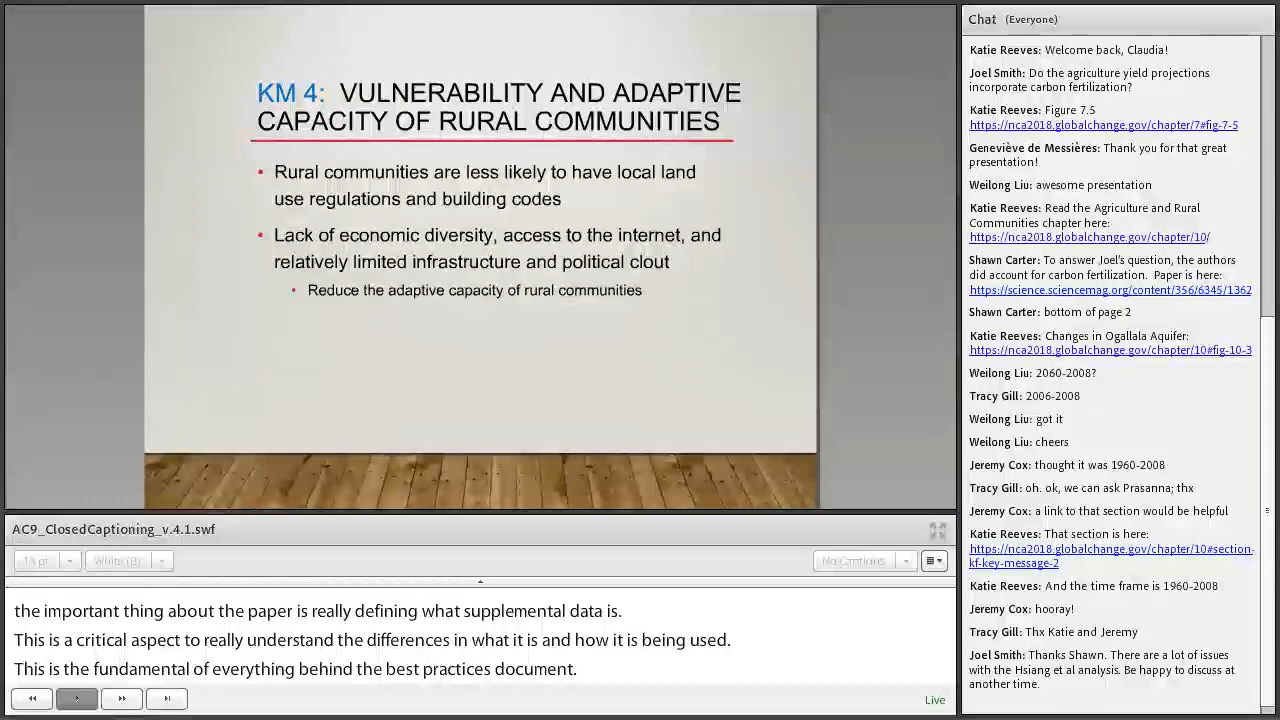 KM 4: VULNERABILITY AND ADAPTIVE
CAPACITY OF RURAL COMMUNITIES
• Rural communities are less likely to have local land
use regulations and building codes
• Lack of economic diversity, access to the internet, and
relatively limited infrastructure and political clout
• Reduce the adaptive capacity of rural communities
AC9_ClosedCaptioning_v.4.1.swf
White (B)
No Captions
the important thing about the paper is really defining what supplemental data is.
This is a critical aspect to really understand the differences in what it is and how it is being used.
This is the fundamental of everything behind the best practices document.
Live
Chat (Everyone)
Katie Reeves: Welcome back, Claudia!
Joel Smith: Do the agriculture yield projections
incorporate carbon fertilization?
Katie Reeves: Figure 7.5
https://nca2018.globalchange.gov/chapter/7#fig-7-5
Geneviève de Messières: Thank you for that great
presentation!
Weilong Liu: awesome presentation
Katie Reeves: Read the Agriculture and Rural
Communities chapter here:
https://nca2018.globalchange.gov/chapter/10/
Shawn Carter: To answer Joel's question, the authors
did account for carbon fertilization. Paper is here:
https://science.sciencemag.org/content/356/6345/1362
Shawn Carter: bottom of page 2
Katie Reeves: Changes in Ogallala Aquifer:
https://nca2018.globalchange.gov/chapter/10#fig-10-3
Weilong Liu: 2060-2008?
Tracy Gill: 2006-2008
Weilong Liu: got it
Weilong Liu: cheers
Jeremy Cox: thought it was 1960-2008
Tracy Gill: oh. ok, we can ask Prasanna; thx
Jeremy Cox: a link to that section would be helpful
Katie Reeves: That section is here:
https://nca2018.globalchange.gov/chapter/10#section-
kf-key-message-2
Katie Reeves: And the time frame is 1960-2008
Jeremy Cox: hooray!
Tracy Gill: Thx Katie and Jeremy
Joel Smith: Thanks Shawn. There are a lot of issues
with the Hsiang et al analysis. Be happy to discuss at
another time.